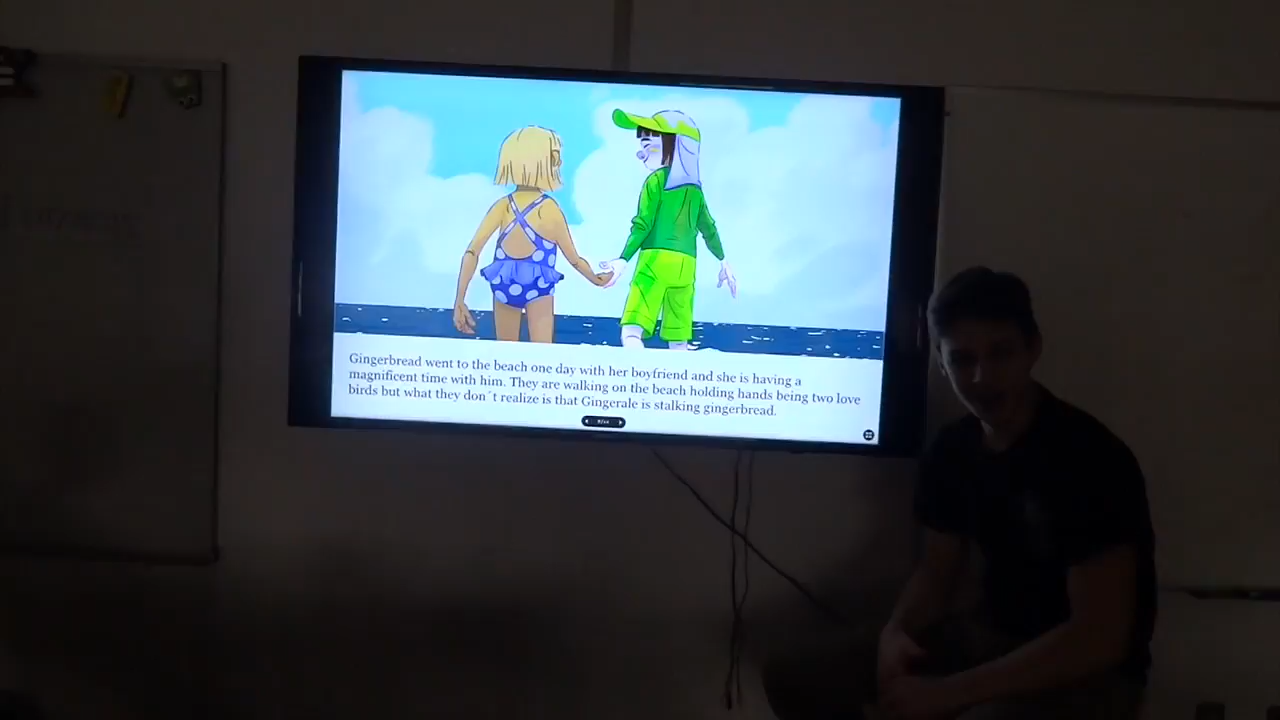 Gingerbread went to the beach one day with her boyfriend and she is having a
magnificent time with him. They are walking on the beach holding hands being two love
birds but what they don´t realize is that Gingerale is stalking gingerbread.